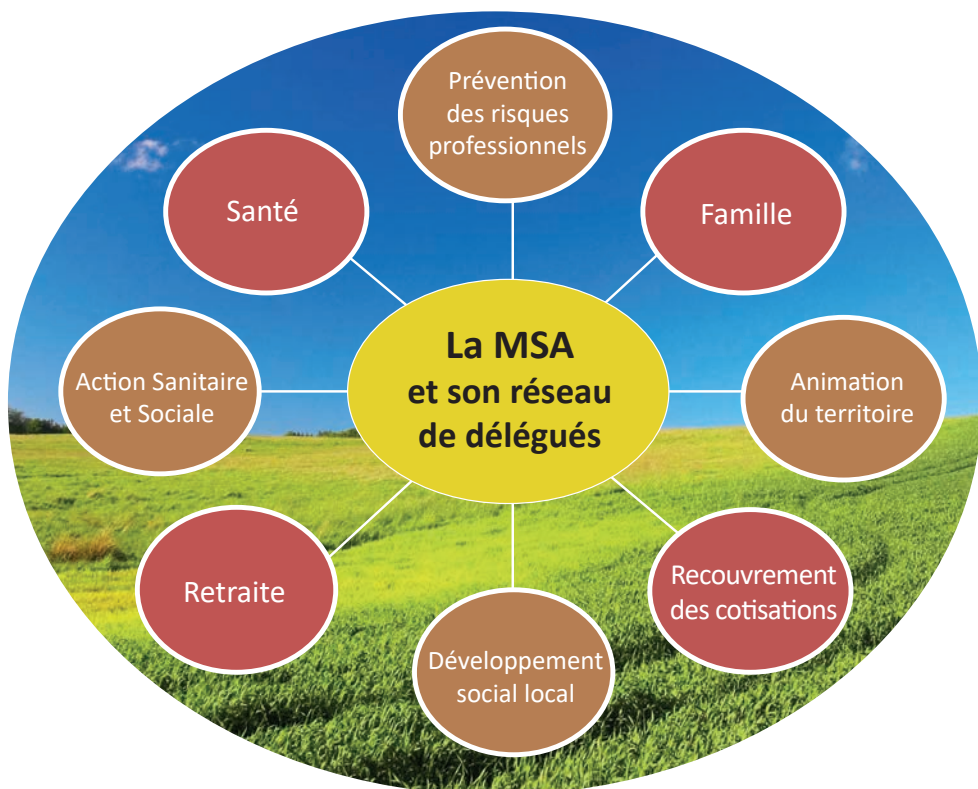 Prévention
des risques
professionnels
Santé
Famille
La MSA
et son réseau
de délégués
Action Sanitaire
et Sociale
Animation
du territoire
Retraite
Recouvrement
des cotisations
Développement
social local